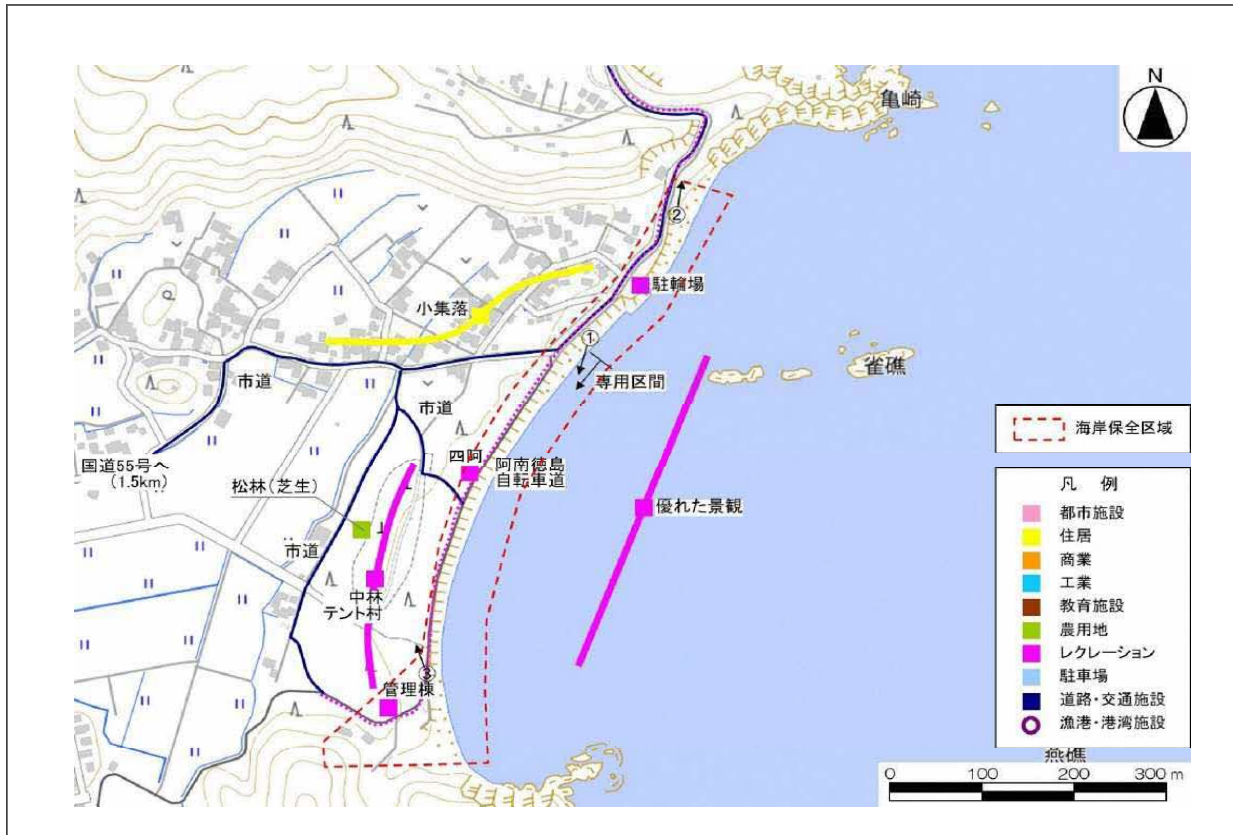 N
亀崎
②
駐輪場
小集落
①
専用区間
雀礁
市道
市道
海岸保全区域
国道55号へ
(1.5km)
四阿
阿南徳島
自転車道
松林(芝生)
優れた景観
市道
中林
テント村
③
管理棟
凡 例
都市施設
住居
商業
工業
教育施設
農用地
レクレーション
駐車場
道路・交通施設
漁港・港湾施設
燕礁
0 100 200 300 m